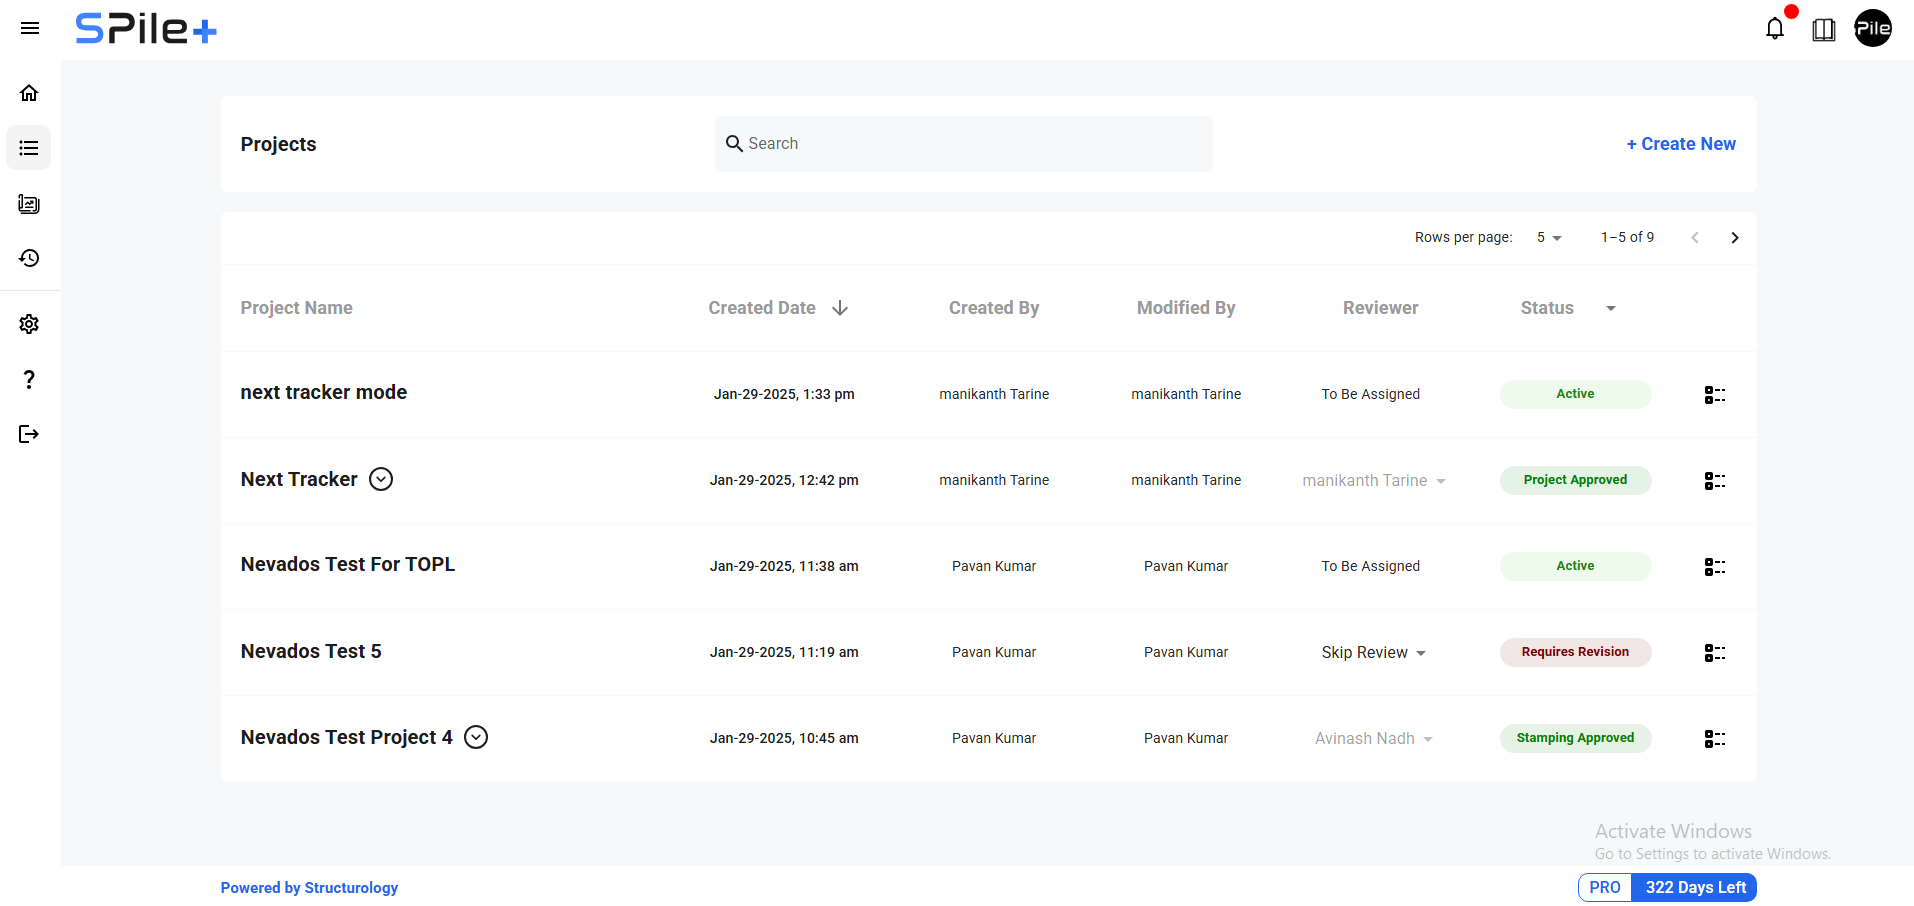 SPile+
Pile
Projects
Search
+ Create New
Rows per page: 5 1–5 of 9
Project Name Created Date Created By Modified By Reviewer Status
next tracker mode Jan-29-2025, 1:33 pm manikanth Tarine manikanth Tarine To Be Assigned Active
Next Tracker Jan-29-2025, 12:42 pm manikanth Tarine manikanth Tarine manikanth Tarine Project Approved
Nevados Test For TOPL Jan-29-2025, 11:38 am Pavan Kumar Pavan Kumar To Be Assigned Active
Nevados Test 5 Jan-29-2025, 11:19 am Pavan Kumar Pavan Kumar Skip Review Requires Revision
Nevados Test Project 4 Jan-29-2025, 10:45 am Pavan Kumar Pavan Kumar Avinash Nadh Stamping Approved
Activate Windows
Go to Settings to activate Windows.
Powered by Structurology
PRO 322 Days Left